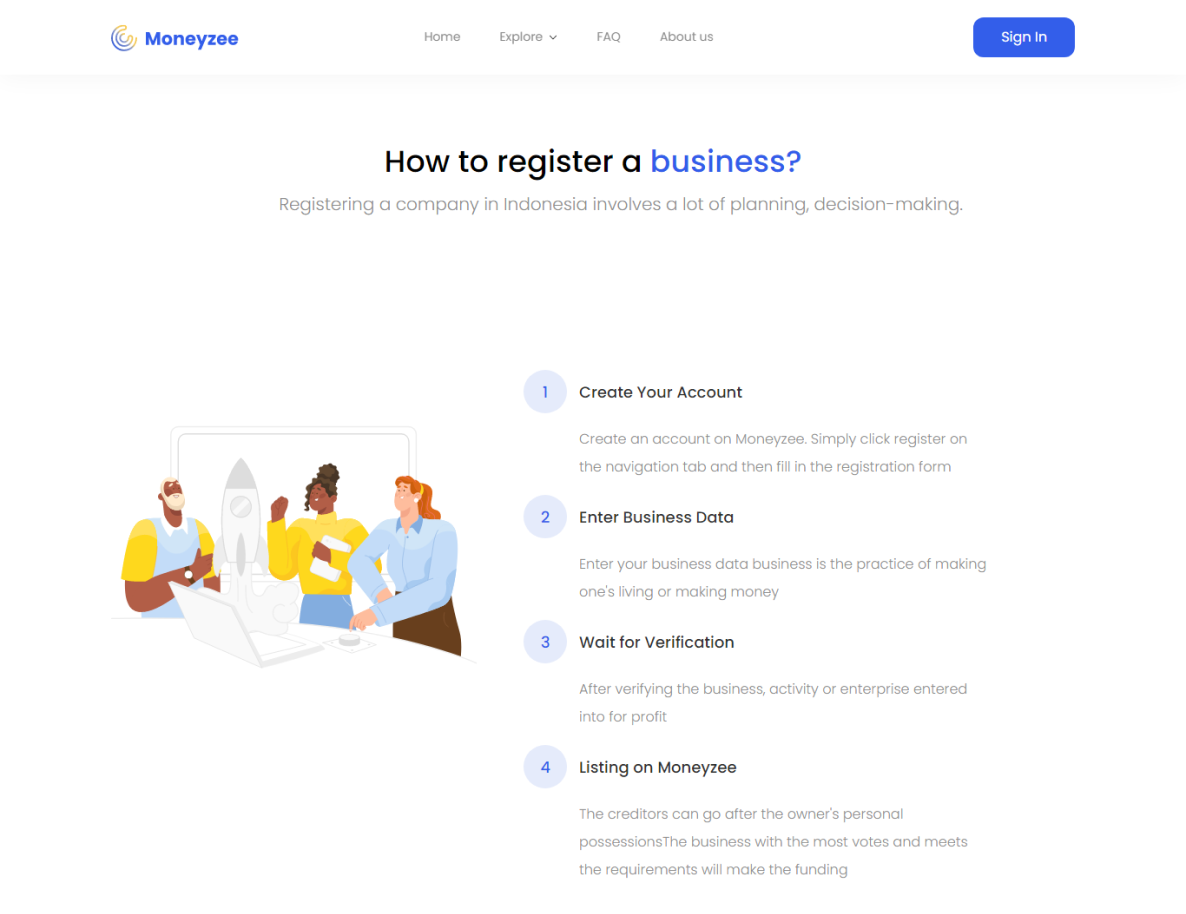 Moneyzee
Home
Explore
FAQ
About us
Sign In
How to register a business?
Registering a company in Indonesia involves a lot of planning, decision-making.
1
Create Your Account
Create an account on Moneyzee. Simply click register on
the navigation tab and then fill in the registration form
2
Enter Business Data
Enter your business data business is the practice of making
one's living or making money
3
Wait for Verification
After verifying the business, activity or enterprise entered
into for profit
4
Listing on Moneyzee
The creditors can go after the owner's personal
possessionsThe business with the most votes and meets
the requirements will make the funding